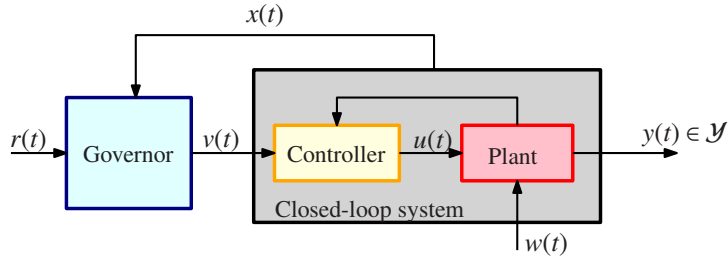 x(t)
r(t)
Governor
v(t)
Controller
u(t)
Plant
y(t) ∈ 𝒴
Closed-loop system
w(t)